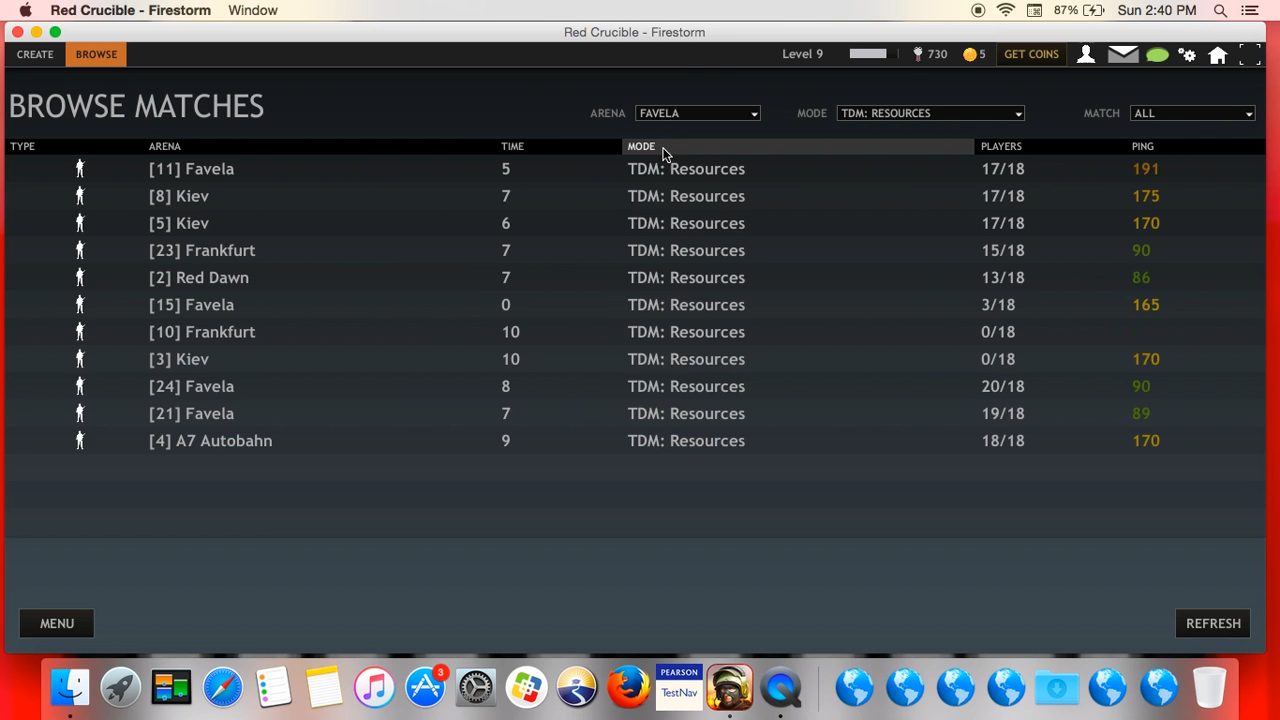 Red Crucible - Firestorm Window 87% Sun 2:40 PM
Red Crucible - Firestorm
CREATE BROWSE Level 9 730 5 GET COINS
BROWSE MATCHES ARENA FAVELA MODE TDM: RESOURCES MATCH ALL
TYPE ARENA TIME MODE PLAYERS PING
[11] Favela 5 TDM: Resources 17/18 191
[8] Kiev 7 TDM: Resources 17/18 175
[5] Kiev 6 TDM: Resources 17/18 170
[23] Frankfurt 7 TDM: Resources 15/18 90
[2] Red Dawn 7 TDM: Resources 13/18 86
[15] Favela 0 TDM: Resources 3/18 165
[10] Frankfurt 10 TDM: Resources 0/18
[3] Kiev 10 TDM: Resources 0/18 170
[24] Favela 8 TDM: Resources 20/18 90
[21] Favela 7 TDM: Resources 19/18 89
[4] A7 Autobahn 9 TDM: Resources 18/18 170
MENU REFRESH
3
PEARSON
TestNav